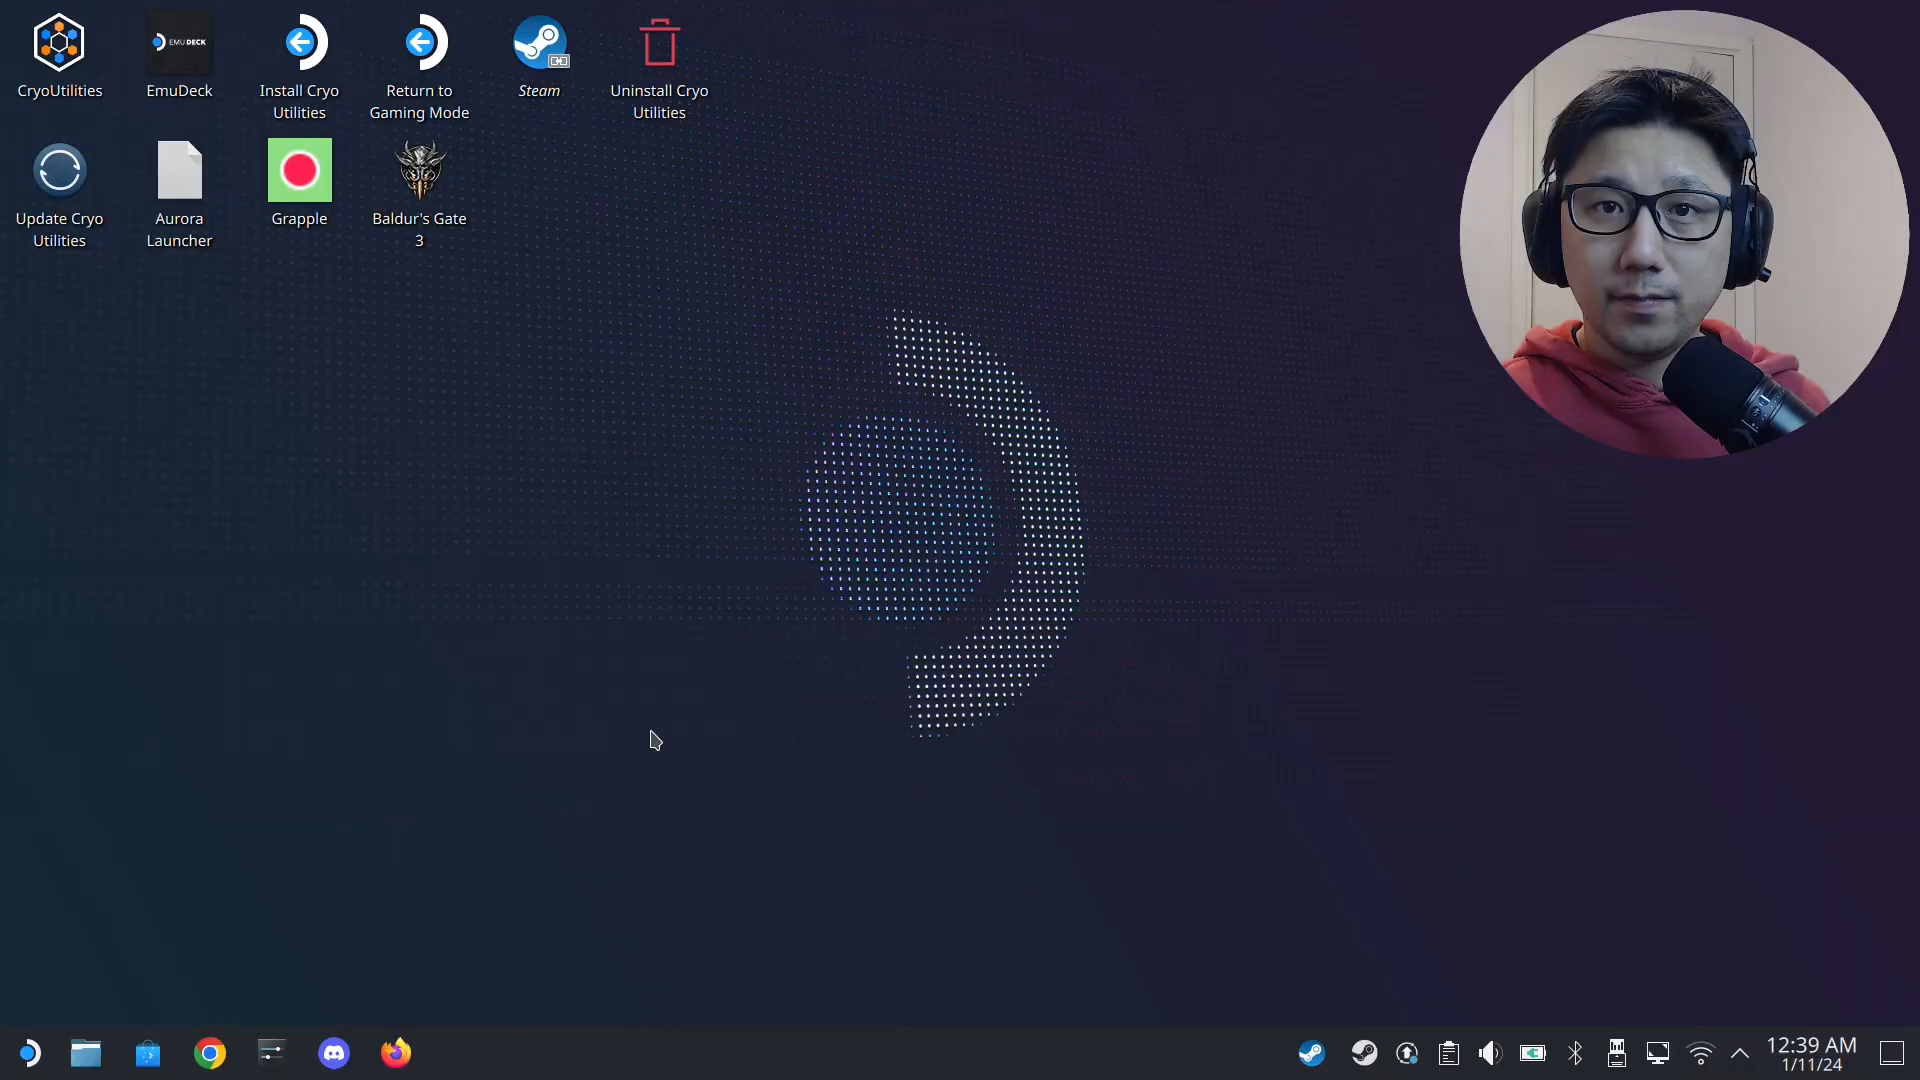 CryoUtilities
EMUDECK
EmuDeck
Install Cryo
Utilities
Return to
Gaming Mode
Steam
Uninstall Cryo
Utilities
Update Cryo
Utilities
Aurora
Launcher
Grapple
Baldur's Gate
3
12:39 AM
1/11/24